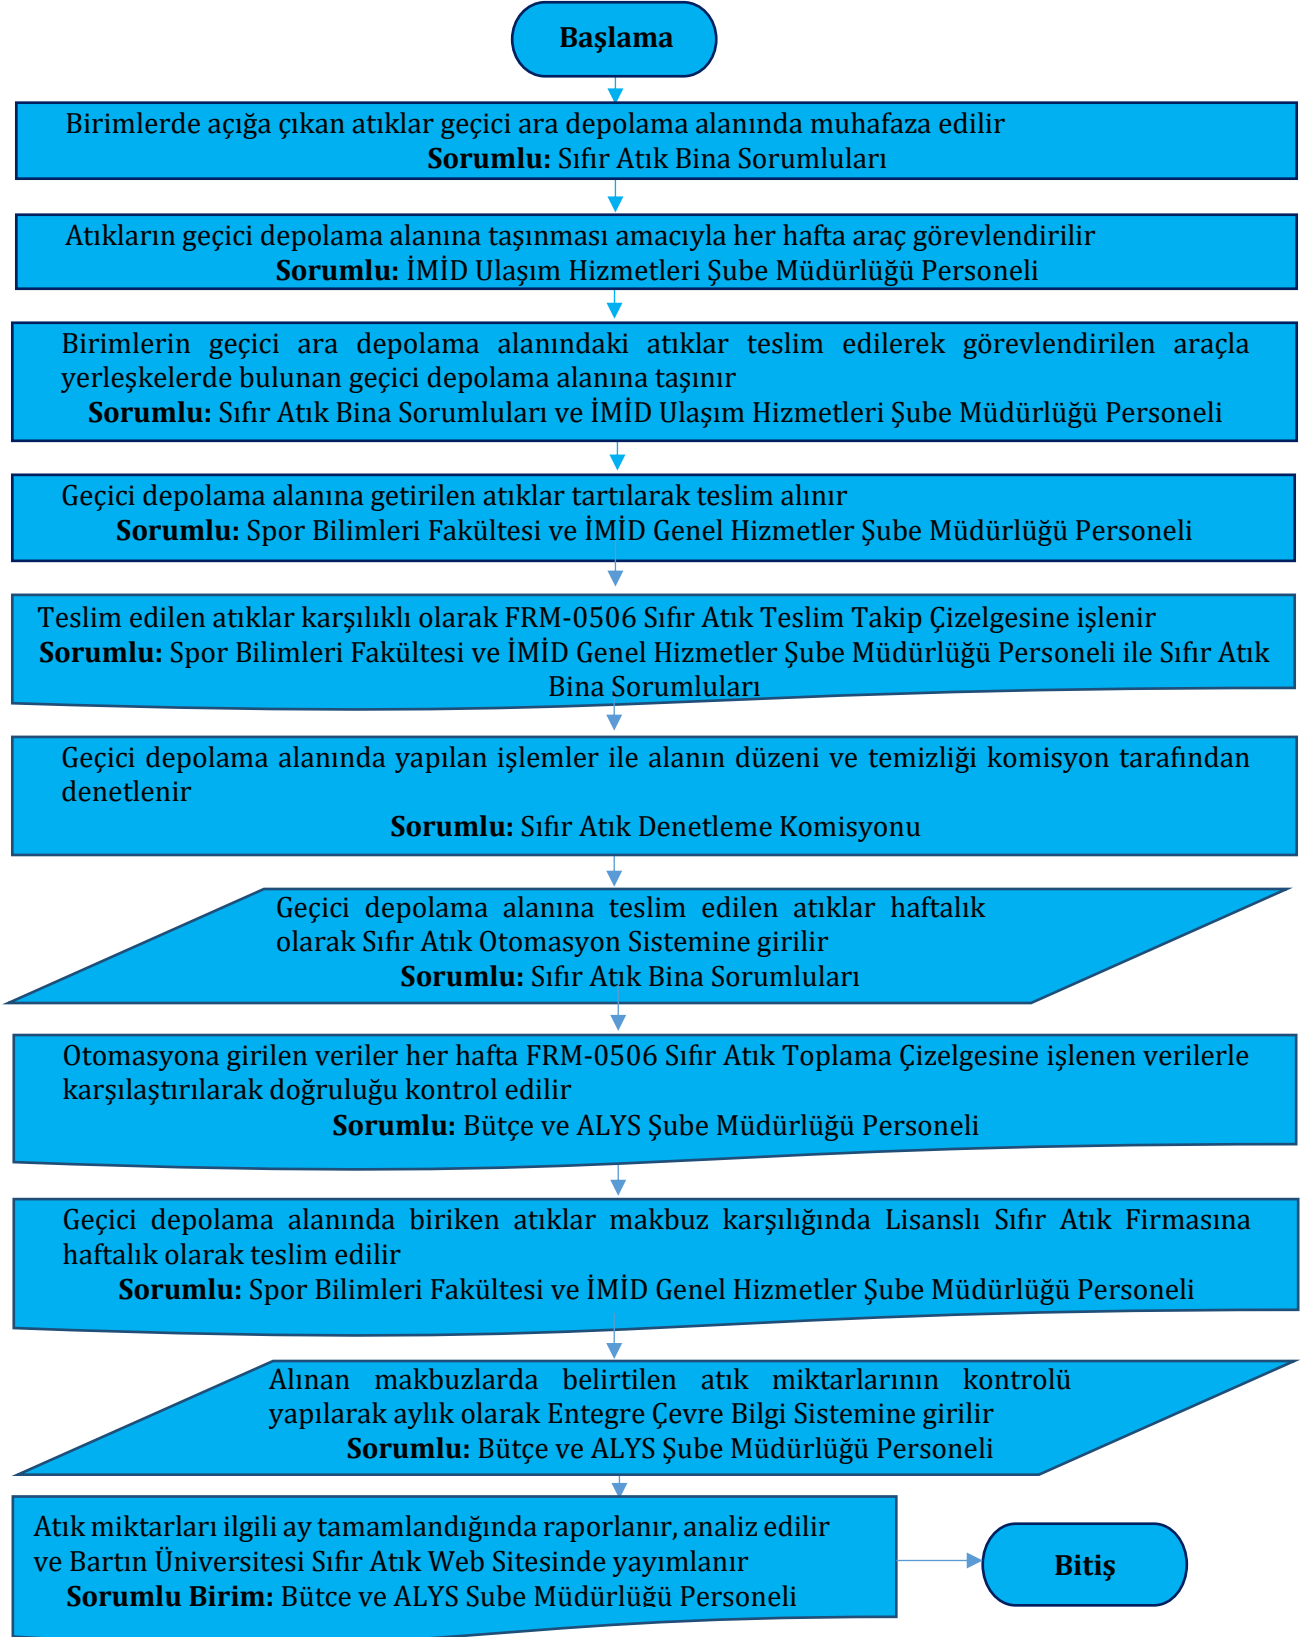 Başlama
Birimlerde açığa çıkan atıklar geçici ara depolama alanında muhafaza edilir
Sorumlu: Sıfır Atık Bina Sorumluları
Atıkların geçici depolama alanına taşınması amacıyla her hafta araç görevlendirilir
Sorumlu: İMİD Ulaşım Hizmetleri Şube Müdürlüğü Personeli
Birimlerin geçici ara depolama alanındaki atıklar teslim edilerek görevlendirilen araçla
yerleşkelerde bulunan geçici depolama alanına taşınır
Sorumlu: Sıfır Atık Bina Sorumluları ve İMİD Ulaşım Hizmetleri Şube Müdürlüğü Personeli
Geçici depolama alanına getirilen atıklar tartılarak teslim alınır
Sorumlu: Spor Bilimleri Fakültesi ve İMİD Genel Hizmetler Şube Müdürlüğü Personeli
Teslim edilen atıklar karşılıklı olarak FRM-0506 Sıfır Atık Teslim Takip Çizelgesine işlenir
Sorumlu: Spor Bilimleri Fakültesi ve İMİD Genel Hizmetler Şube Müdürlüğü Personeli ile Sıfır Atık
Bina Sorumluları
Geçici depolama alanında yapılan işlemler ile alanın düzeni ve temizliği komisyon tarafından
denetlenir
Sorumlu: Sıfır Atık Denetleme Komisyonu
Geçici depolama alanına teslim edilen atıklar haftalık
olarak Sıfır Atık Otomasyon Sistemine girilir
Sorumlu: Sıfır Atık Bina Sorumluları
Otomasyona girilen veriler her hafta FRM-0506 Sıfır Atık Toplama Çizelgesine işlenen verilerle
karşılaştırılarak doğruluğu kontrol edilir
Sorumlu: Bütçe ve ALYS Şube Müdürlüğü Personeli
Geçici depolama alanında biriken atıklar makbuz karşılığında Lisanslı Sıfır Atık Firmasına
haftalık olarak teslim edilir
Sorumlu: Spor Bilimleri Fakültesi ve İMİD Genel Hizmetler Şube Müdürlüğü Personeli
Alınan makbuzlarda belirtilen atık miktarlarının kontrolü
yapılarak aylık olarak Entegre Çevre Bilgi Sistemine girilir
Sorumlu: Bütçe ve ALYS Şube Müdürlüğü Personeli
Atık miktarları ilgili ay tamamlandığında raporlanır, analiz edilir
ve Bartın Üniversitesi Sıfır Atık Web Sitesinde yayımlanır
Sorumlu Birim: Bütçe ve ALYS Şube Müdürlüğü Personeli
Bitiş